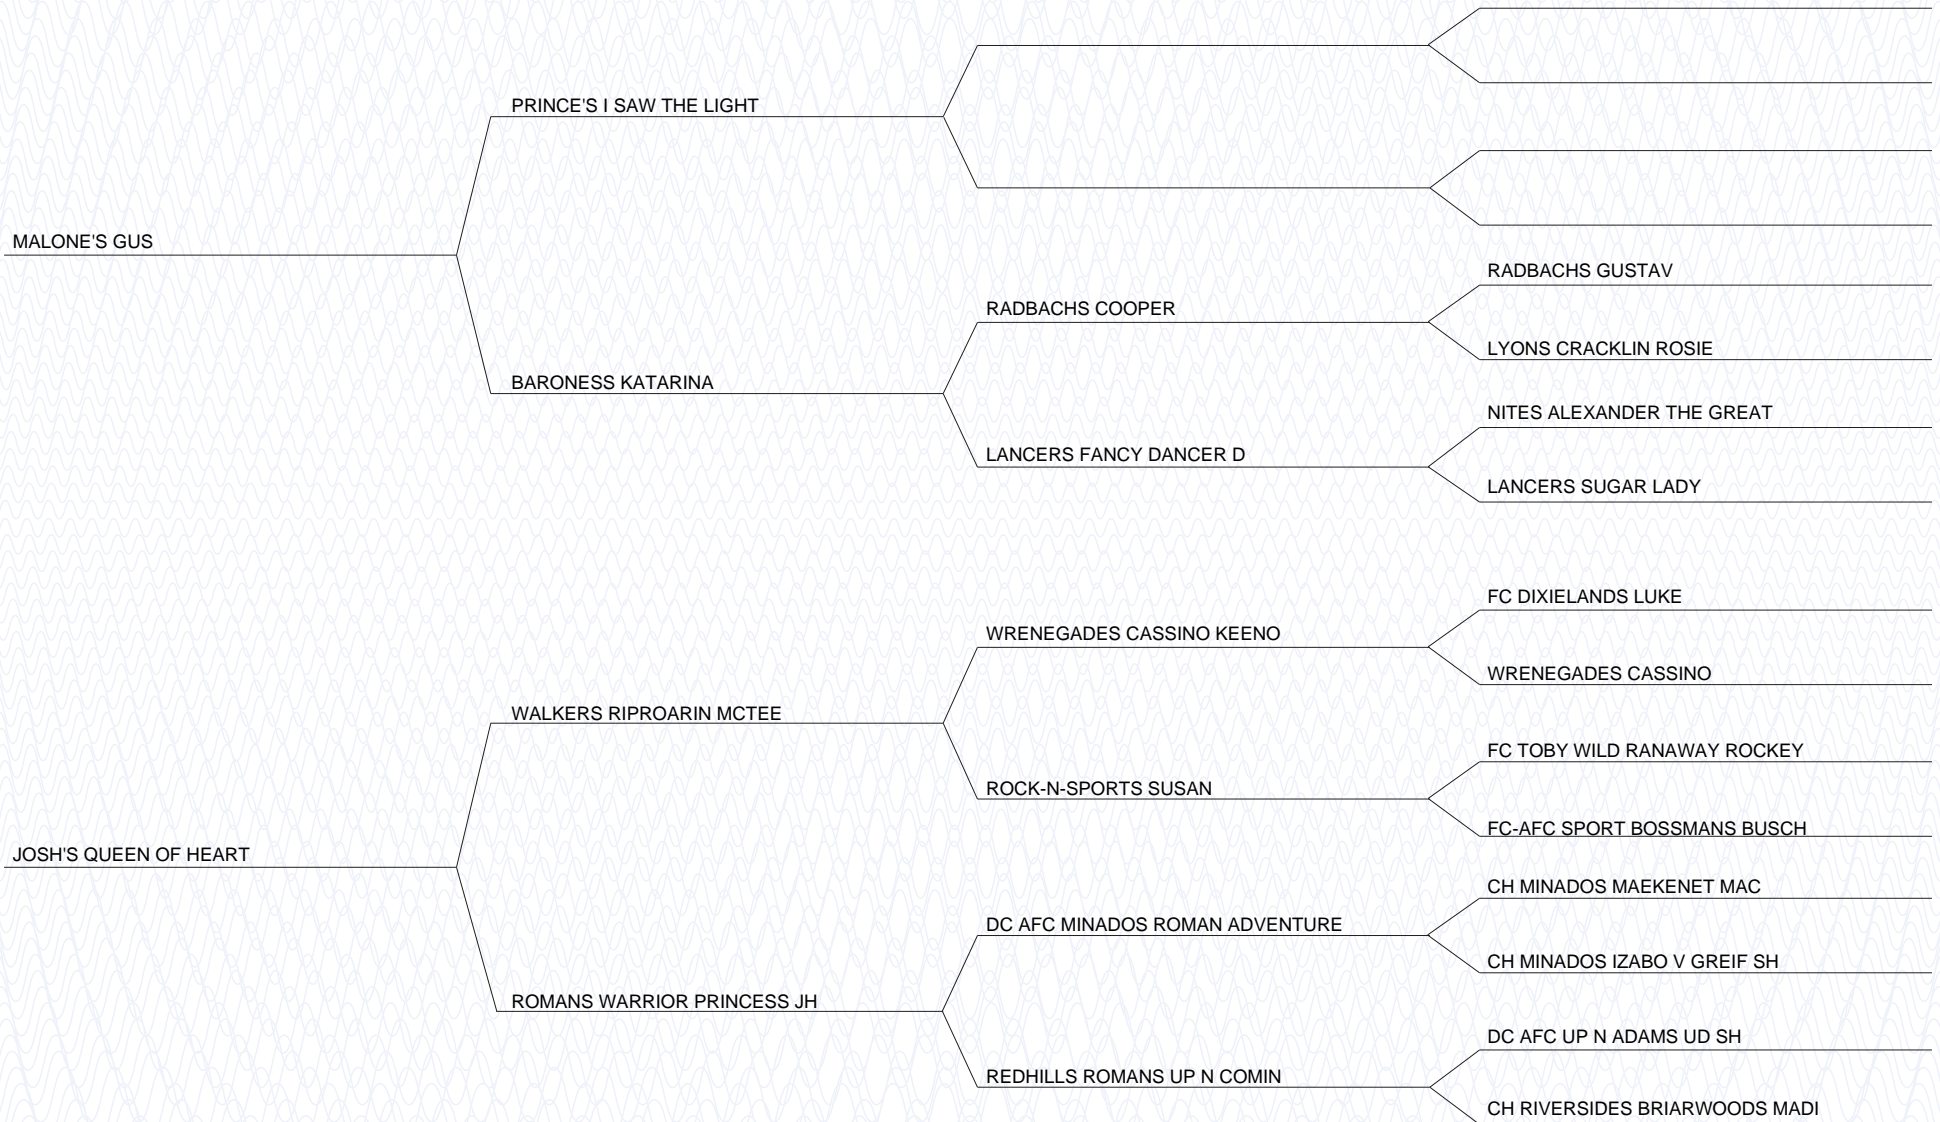 PRINCE'S I SAW THE LIGHT
MALONE'S GUS
RADBACHS GUSTAV
RADBACHS COOPER
LYONS CRACKLIN ROSIE
BARONESS KATARINA
NITES ALEXANDER THE GREAT
LANCERS FANCY DANCER D
LANCERS SUGAR LADY
FC DIXIELANDS LUKE
WRENEGADES CASSINO KEENO
WRENEGADES CASSINO
WALKERS RIPROARIN MCTEE
FC TOBY WILD RANAWAY ROCKEY
ROCK-N-SPORTS SUSAN
FC-AFC SPORT BOSSMANS BUSCH
JOSH'S QUEEN OF HEART
CH MINADOS MAEKENET MAC
DC AFC MINADOS ROMAN ADVENTURE
CH MINADOS IZABO V GREIF SH
ROMANS WARRIOR PRINCESS JH
DC AFC UP N ADAMS UD SH
REDHILLS ROMANS UP N COMIN
CH RIVERSIDES BRIARWOODS MADI